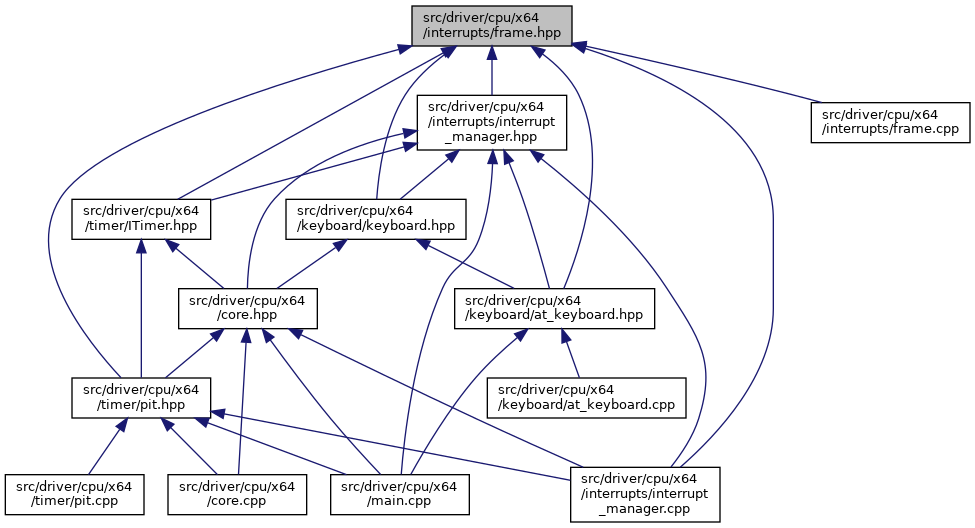 src/driver/cpu/x64
/interrupts/frame.hpp
src/driver/cpu/x64
/interrupts/interrupt
_manager.hpp
src/driver/cpu/x64
/interrupts/frame.cpp
src/driver/cpu/x64
/timer/ITimer.hpp
src/driver/cpu/x64
/keyboard/keyboard.hpp
src/driver/cpu/x64
/core.hpp
src/driver/cpu/x64
/keyboard/at_keyboard.hpp
src/driver/cpu/x64
/timer/pit.hpp
src/driver/cpu/x64
/keyboard/at_keyboard.cpp
src/driver/cpu/x64
/timer/pit.cpp
src/driver/cpu/x64
/core.cpp
src/driver/cpu/x64
/main.cpp
src/driver/cpu/x64
/interrupts/interrupt
_manager.cpp